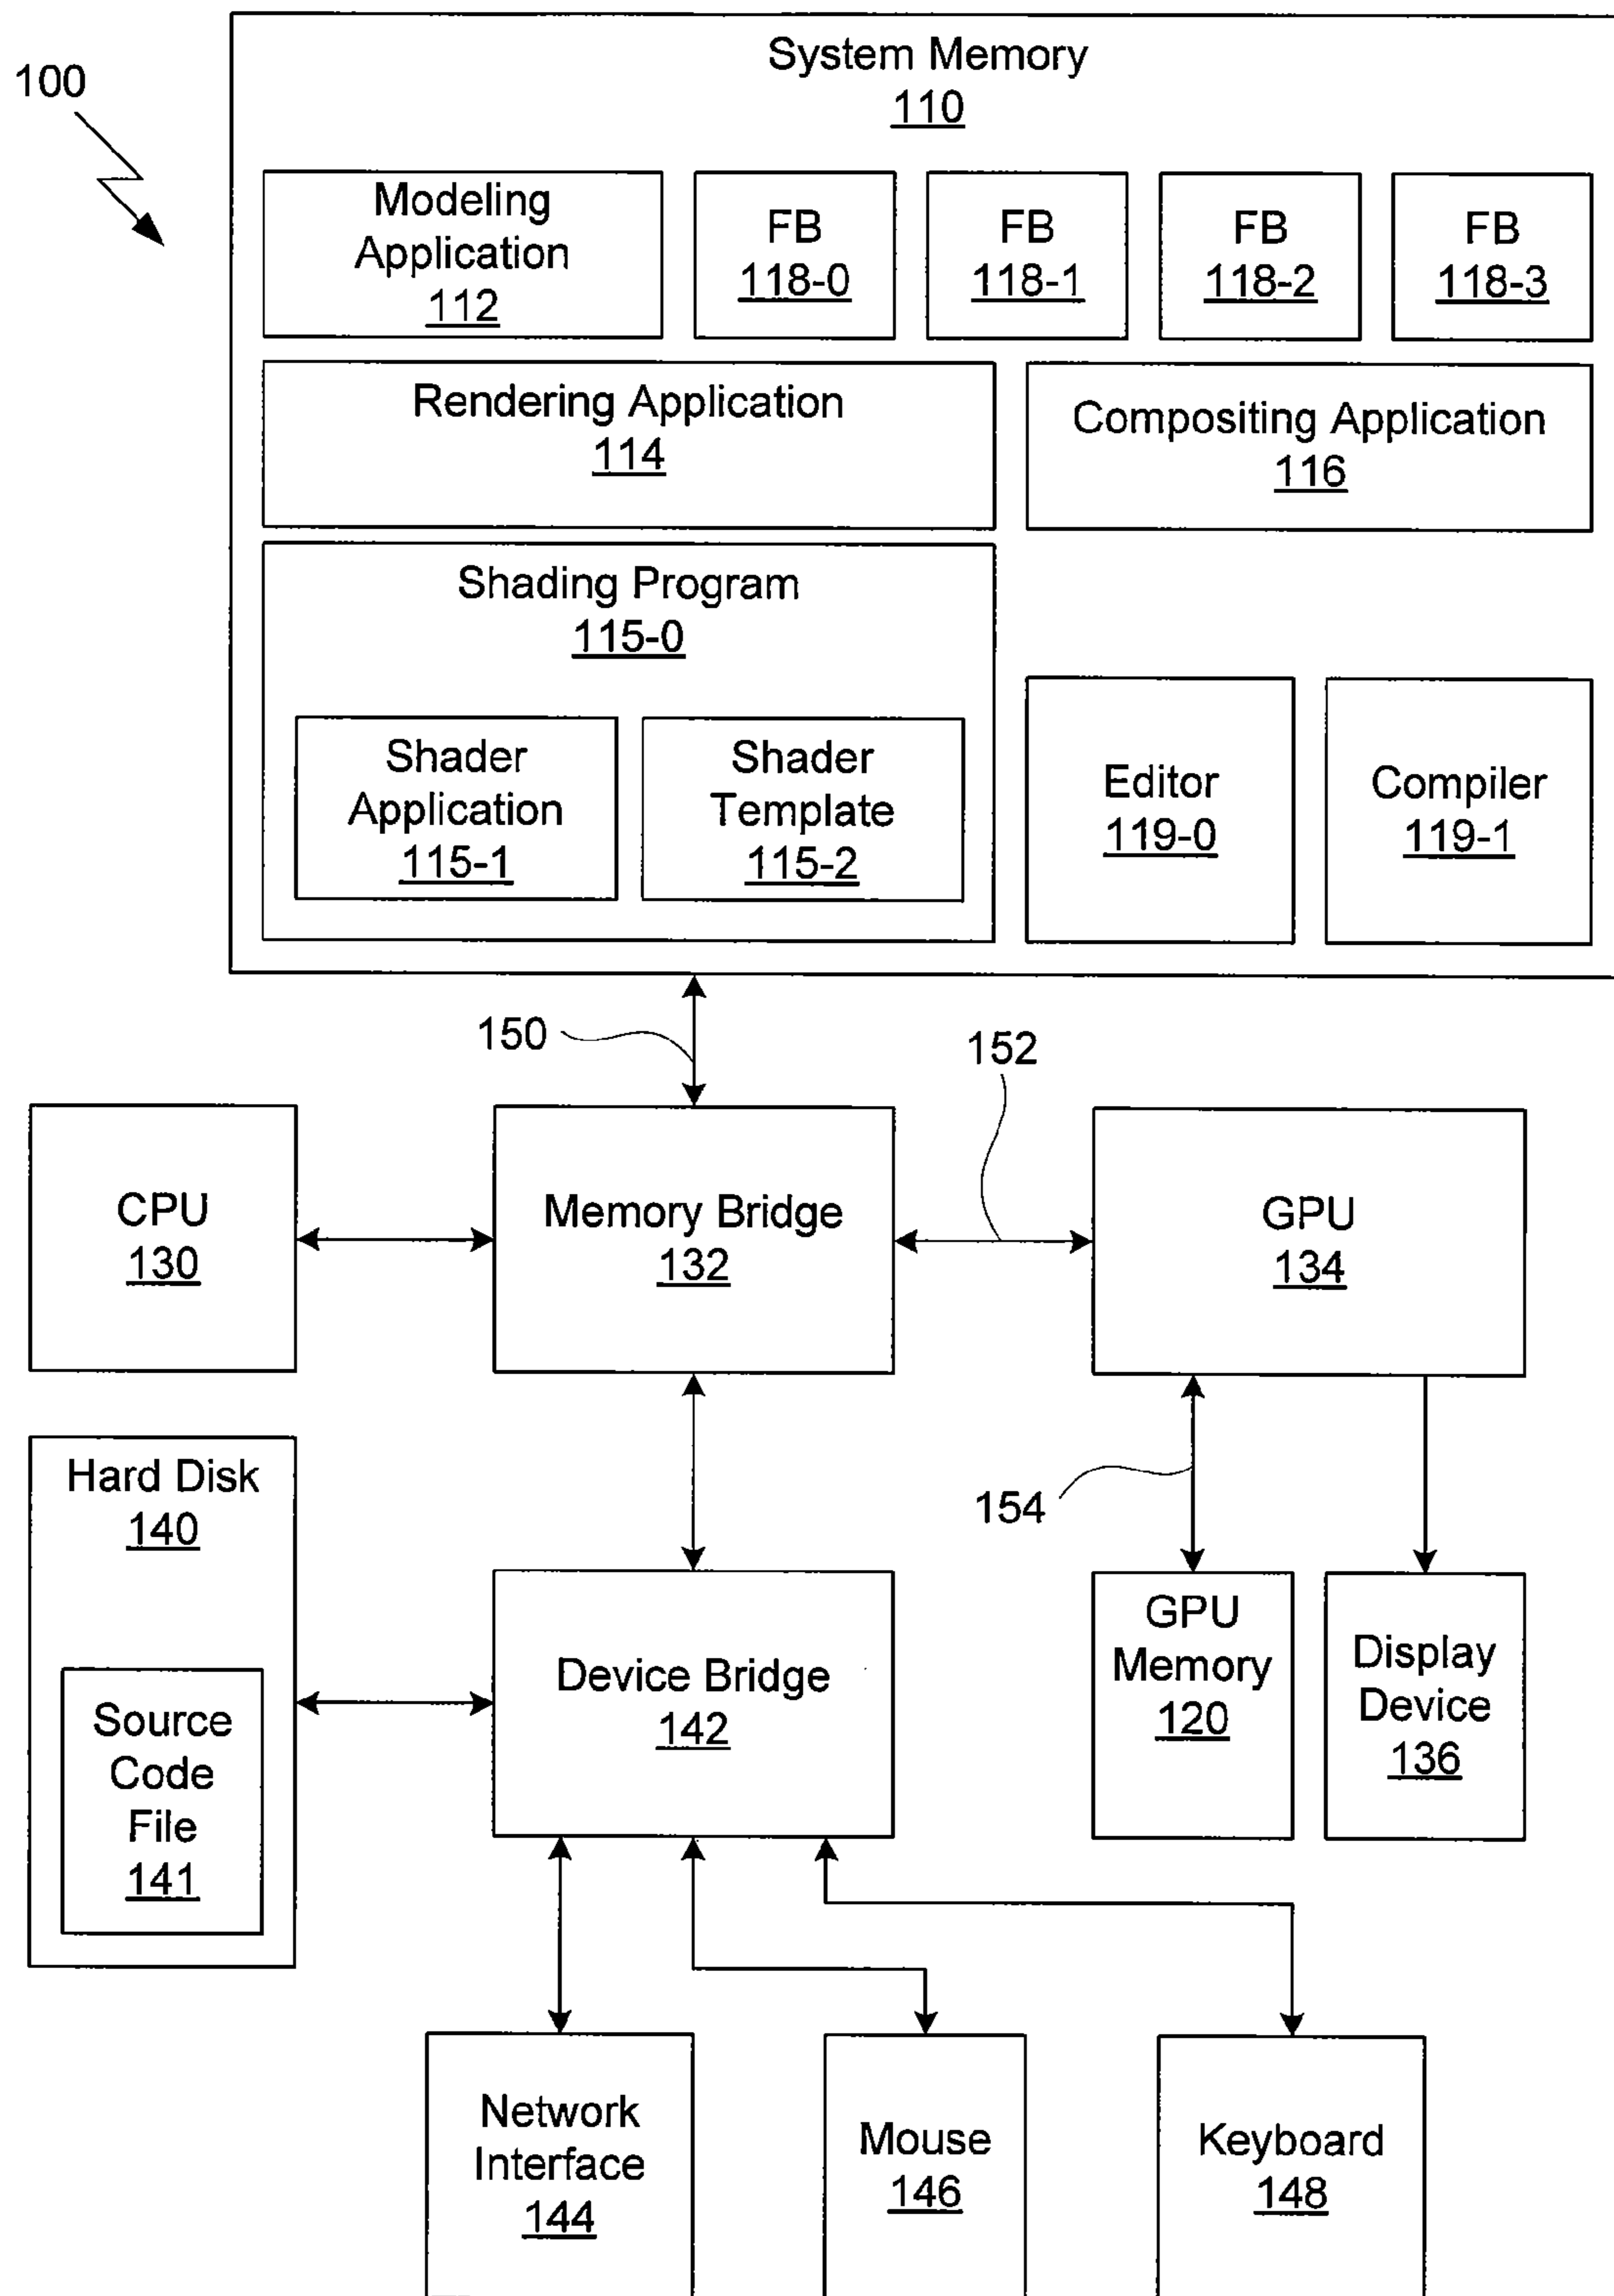 100
System Memory
110
Modeling
Application
112
FB
118-0
FB
118-1
FB
118-2
FB
118-3
Rendering Application
114
Compositing Application
116
Shading Program
115-0
Shader
Application
115-1
Shader
Template
115-2
Editor
119-0
Compiler
119-1
150
152
CPU
130
Memory Bridge
132
GPU
134
Hard Disk
140
Source
Code
File
141
Device Bridge
142
154
GPU
Memory
120
Display
Device
136
Network
Interface
144
Mouse
146
Keyboard
148